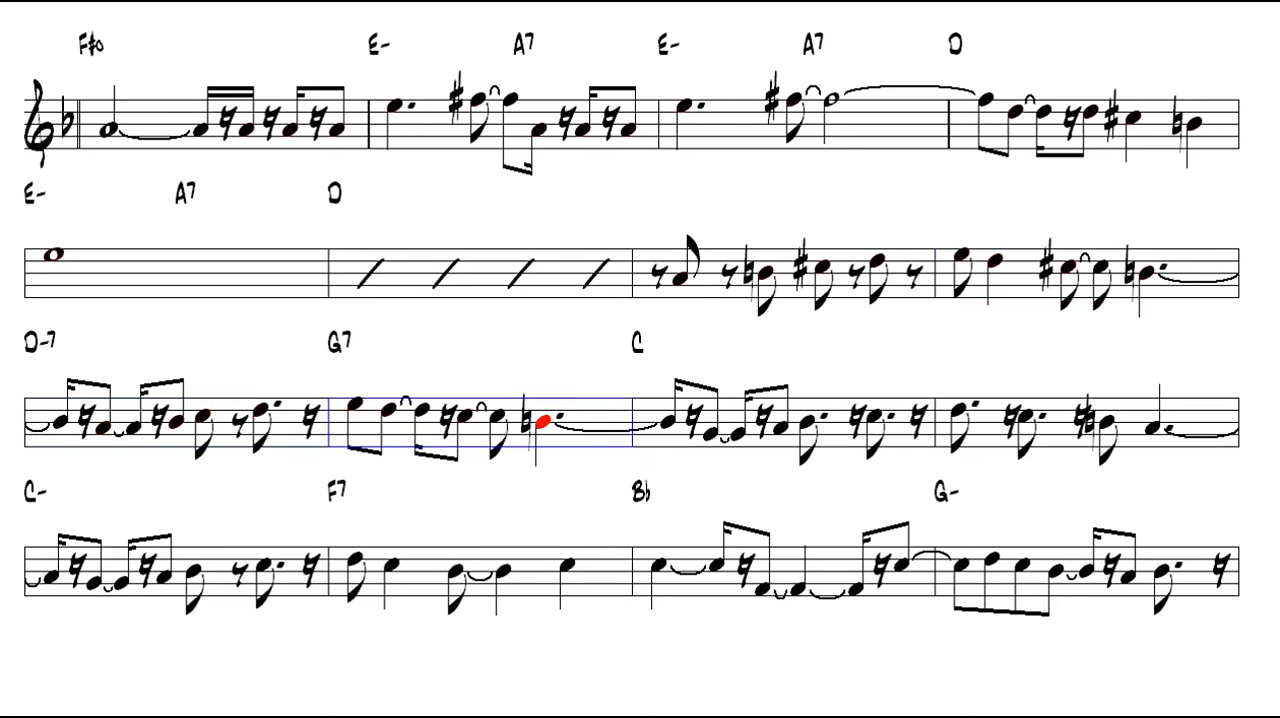 F#o E- A7 E- A7 D
E- A7 D
D-7 G7 C
C- F7 Bb G-